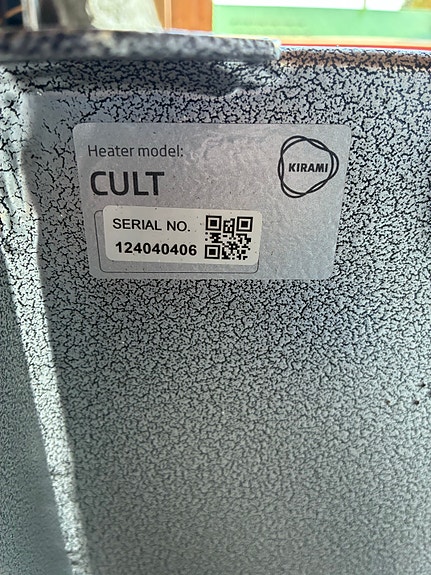 Heater model:
KIRAMI
CULT
SERIAL NO.
124040406